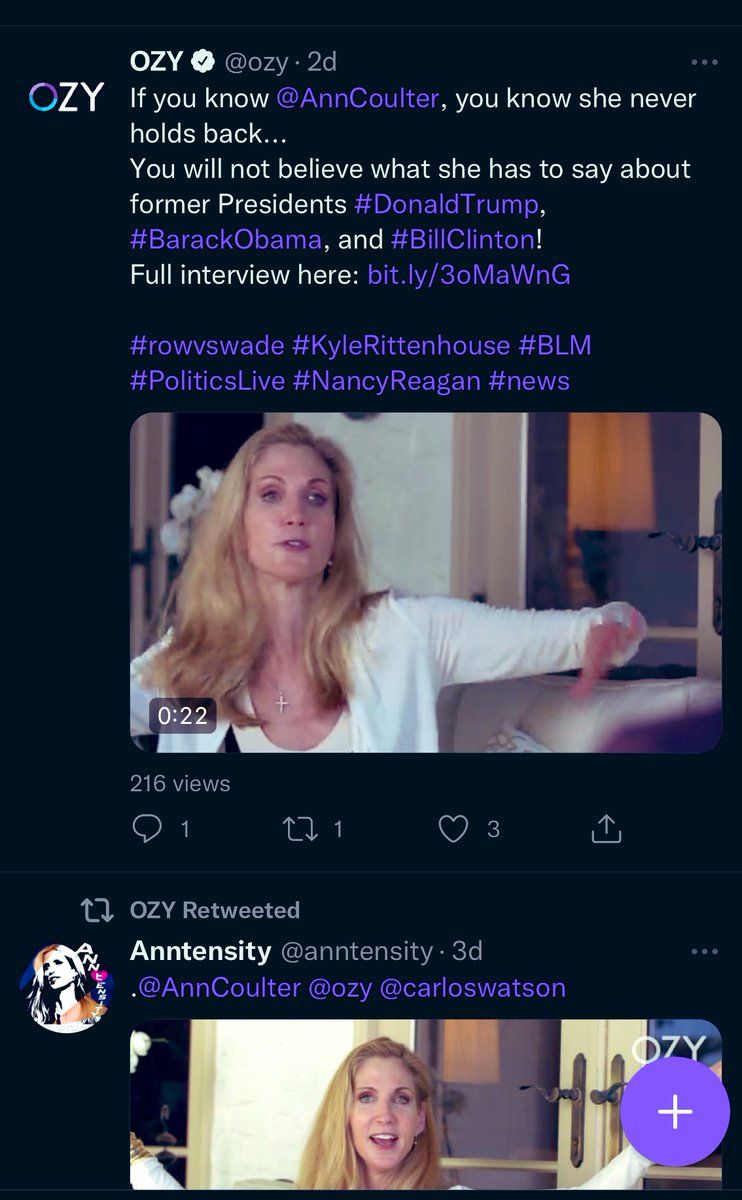 OZY @ozy · 2d
OZY
If you know @AnnCoulter, you know she never
holds back...
You will not believe what she has to say about
former Presidents #DonaldTrump,
#BarackObama, and #BillClinton!
Full interview here: bit.ly/3oMaWnG
#rowvswade #KyleRittenhouse #BLM
#PoliticsLive #NancyReagan #news
0:22
216 views
1 1 3
OZY Retweeted
Anntensity @anntensity · 3d
.@AnnCoulter @ozy @carloswatson
OZY